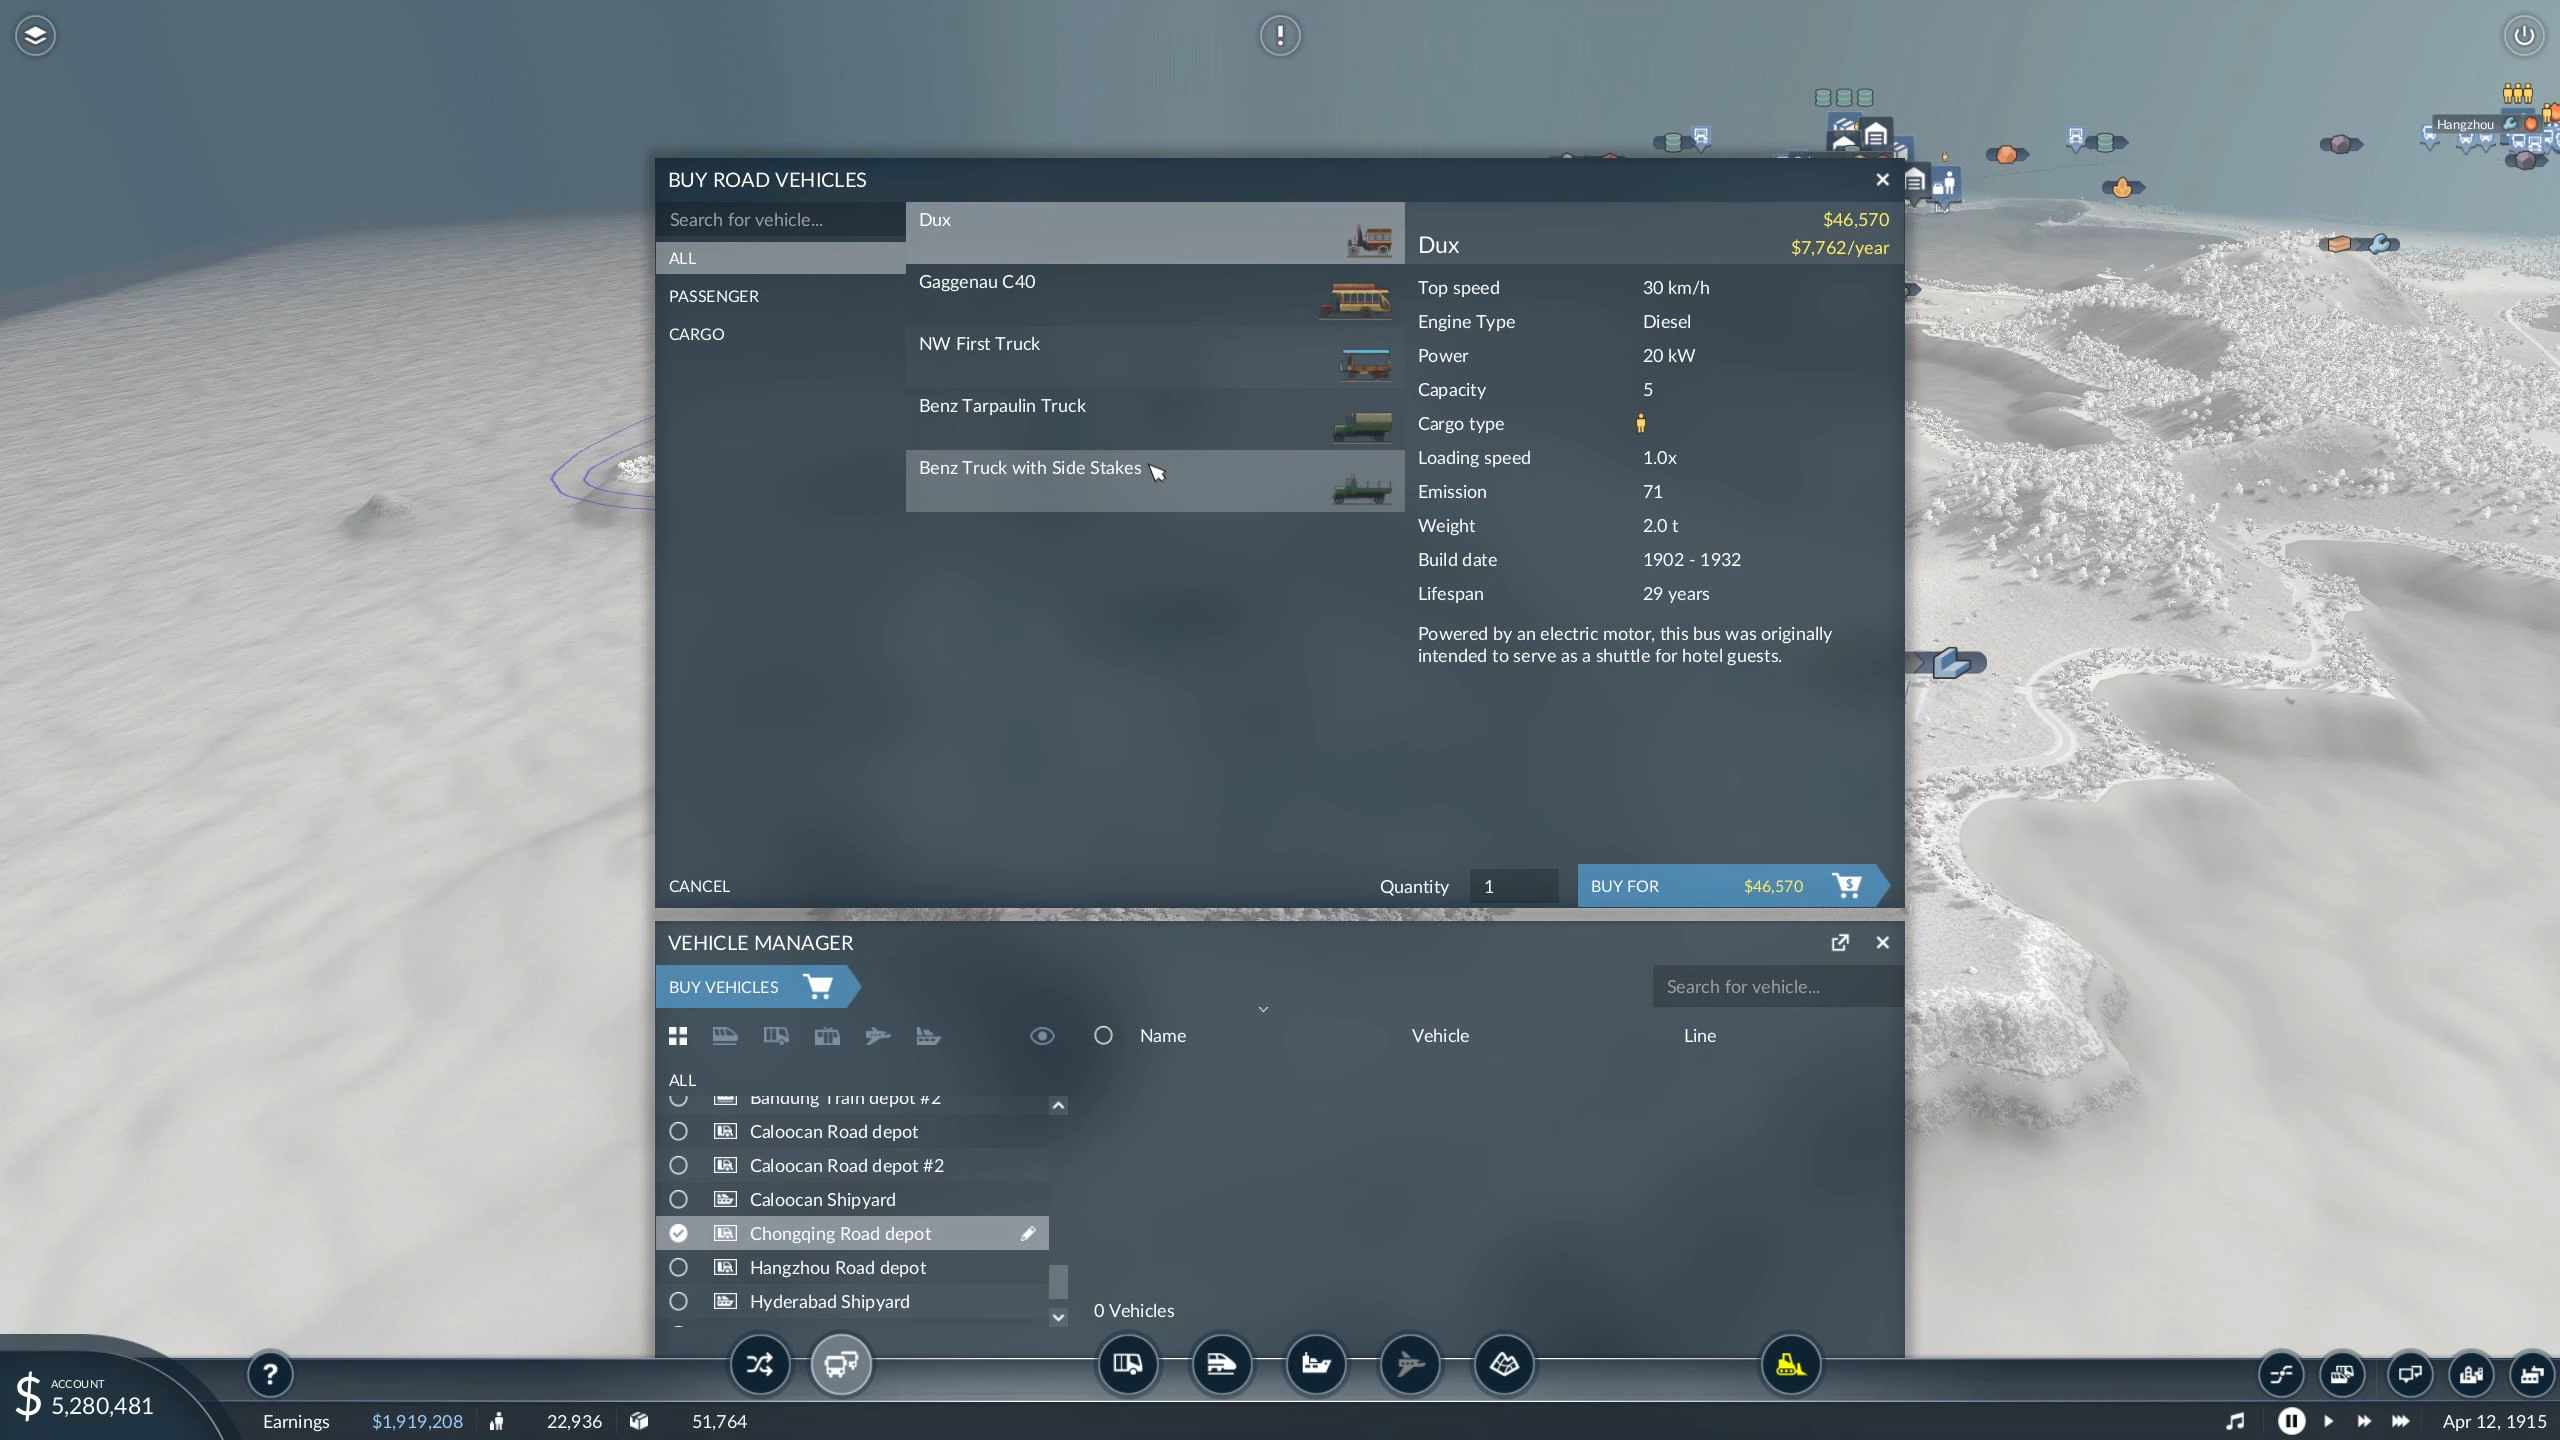 Hangzhou
BUY ROAD VEHICLES
Search for vehicle...
ALL
PASSENGER
CARGO
Dux
Gaggenau C40
NW First Truck
Benz Tarpaulin Truck
Benz Truck with Side Stakes
$46,570
Dux
$7,762/year
Top speed 30 km/h
Engine Type Diesel
Power 20 kW
Capacity 5
Cargo type
Loading speed 1.0x
Emission 71
Weight 2.0 t
Build date 1902 - 1932
Lifespan 29 years
Powered by an electric motor, this bus was originally
intended to serve as a shuttle for hotel guests.
CANCEL
Quantity 1
BUY FOR $46,570
VEHICLE MANAGER
BUY VEHICLES
Search for vehicle...
Name Vehicle Line
ALL
Bandung Train depot #2
Caloocan Road depot
Caloocan Road depot #2
Caloocan Shipyard
Chongqing Road depot
Hangzhou Road depot
Hyderabad Shipyard
0 Vehicles
?
$ ACCOUNT
5,280,481
Earnings $1,919,208 22,936 51,764
Apr 12, 1915